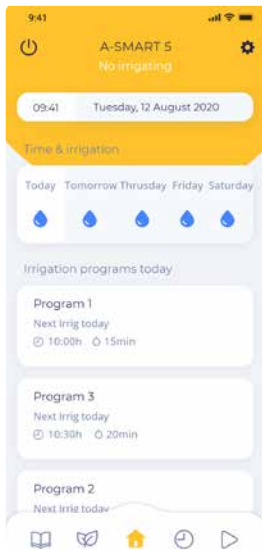 9:41
A-SMART 5
No irrigating
09:41 Tuesday, 12 August 2020
Time & irrigation
Today Tomorrow Thrusday Friday Saturday
Irrigation programs today
Program 1
Next Irrig today
10:00h 15min
Program 3
Next Irrig today
10:30h 20min
Program 2
Next Irrig today